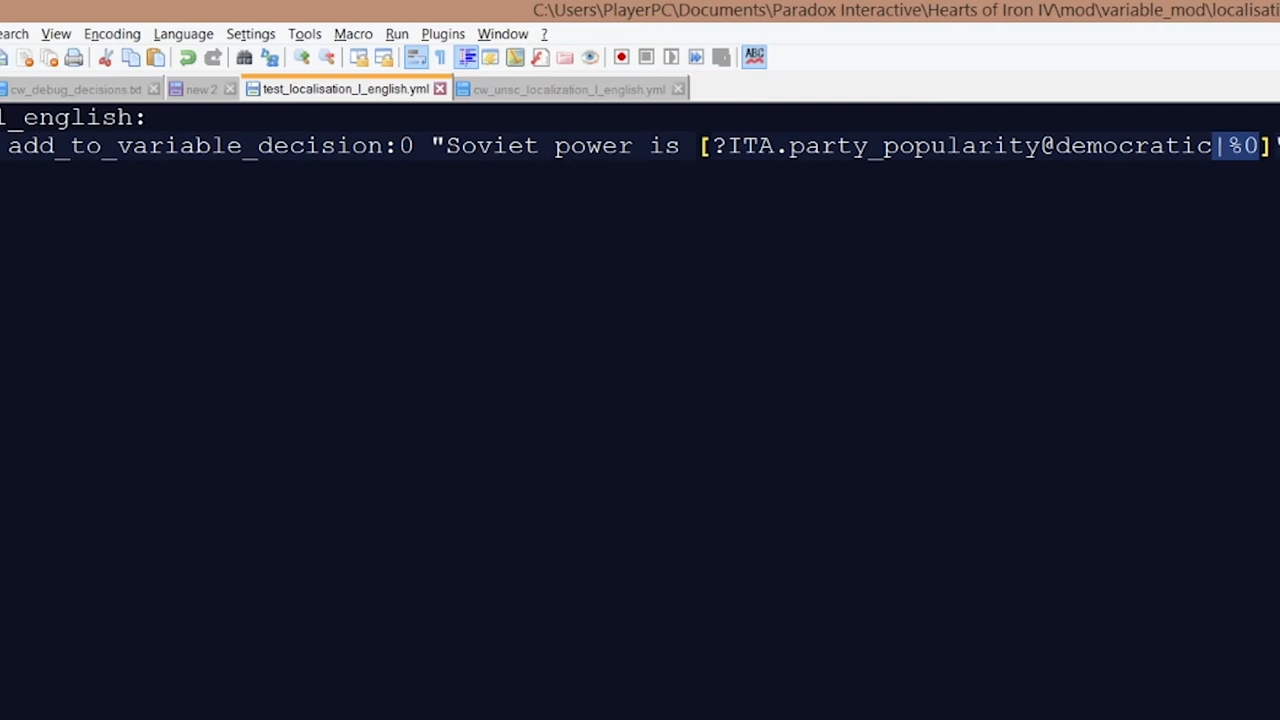 C:\Users\PlayerPC\Documents\Paradox Interactive\Hearts of Iron IV\mod\variable_mod\localisati
earch View Encoding Language Settings Tools Macro Run Plugins Window ?
ABC
cw_debug_decisions.txt new 2 test_localisation_l_english.yml cw_unsc_localization_l_english.yml
l_english:
add_to_variable_decision:0 "Soviet power is [?ITA.party_popularity@democratic|%0]"